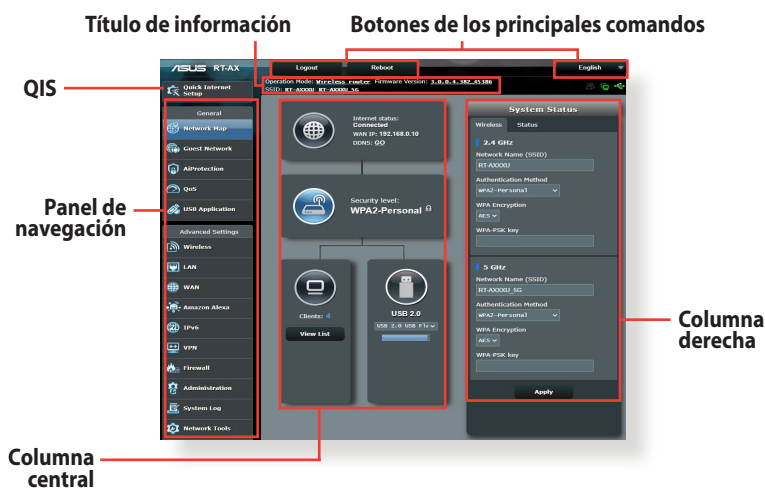 Título de información
Botones de los principales comandos
ASUS RT-AX
Logout
Reboot
English
QIS
Quick Internet
Setup
Operation Mode: Wireless router Firmware Version: 3.0.0.4.382_45386
SSID: RT-AXXXU RT-AXXXU_5G
General
Network Map
Guest Network
AiProtection
QoS
USB Application
Panel de
navegación
Advanced Settings
Wireless
LAN
WAN
Amazon Alexa
IPv6
VPN
Firewall
Administration
System Log
Network Tools
Internet status:
Connected
WAN IP: 192.168.0.10
DDNS: GO
Security level:
WPA2-Personal
Clients: 4
View List
USB 2.0
USB 2.0 USB Fl
System Status
Wireless
Status
2.4 GHz
Network Name (SSID)
RT-AXXXU
Authentication Method
WPA2-Personal
WPA Encryption
AES
WPA-PSK key
5 GHz
Network Name (SSID)
RT-AXXXU_5G
Authentication Method
WPA2-Personal
WPA Encryption
AES
WPA-PSK key
Apply
Columna
derecha
Columna
central